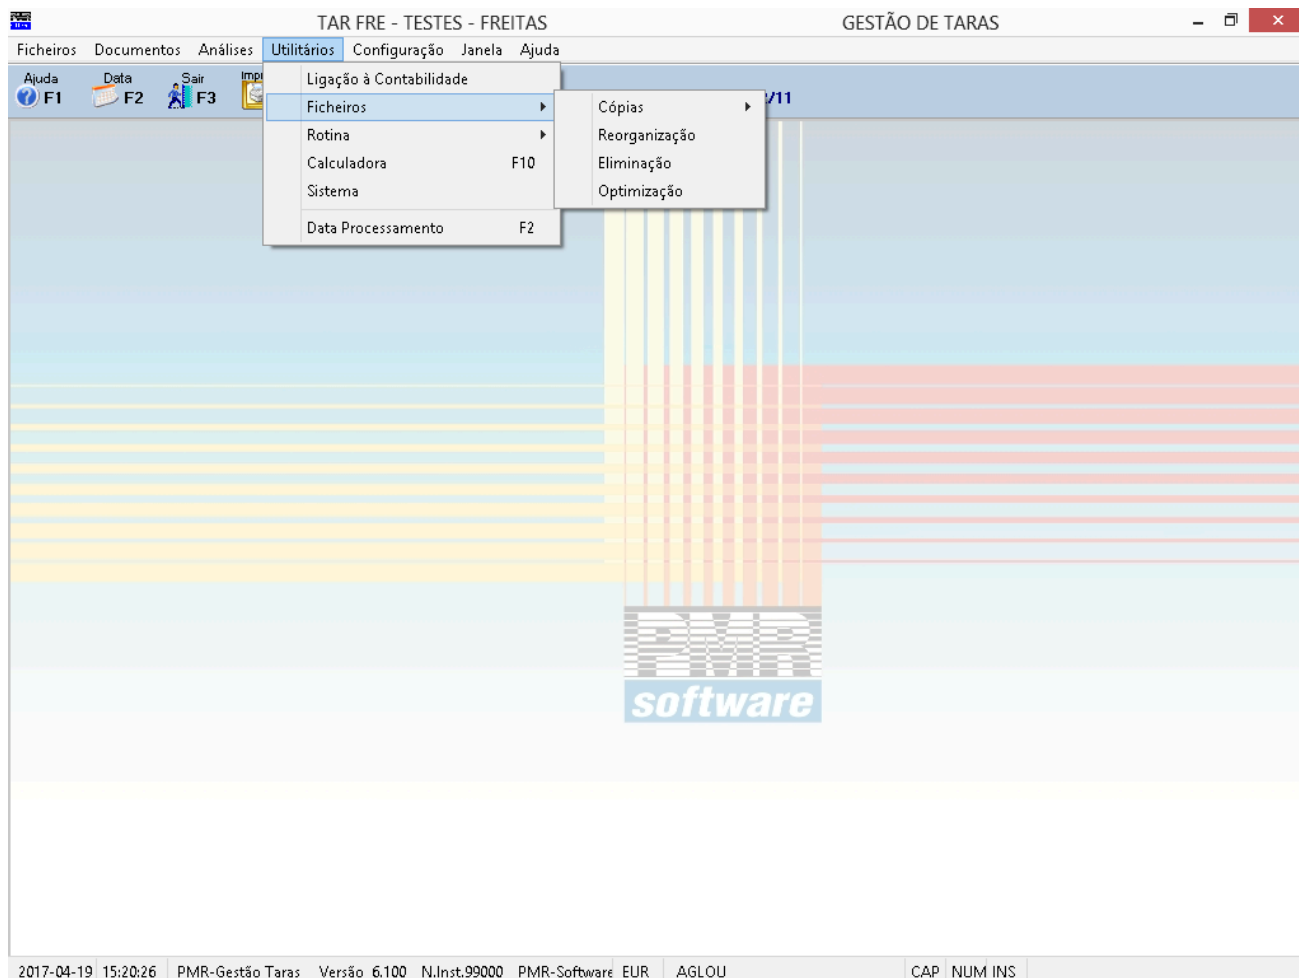 TAR FRE - TESTES - FREITAS GESTÃO DE TARAS
Ficheiros Documentos Análises Utilitários Configuração Janela Ajuda
Ajuda F1 Data F2 Sair F3
/11
Ligação à Contabilidade
Ficheiros
Rotina
Calculadora F10
Sistema
Data Processamento F2
Cópias
Reorganização
Eliminação
Optimização
PMR
software
2017-04-19 15:20:26 PMR-Gestão Taras Versão 6.100 N.Inst.99000 PMR-Software EUR AGLOU CAP NUM INS